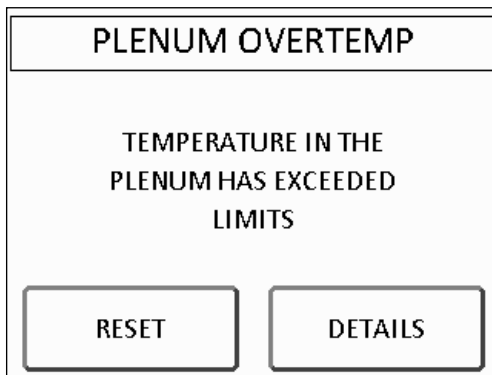 PLENUM OVERTEMP
TEMPERATURE IN THE
PLENUM HAS EXCEEDED
LIMITS
RESET
DETAILS